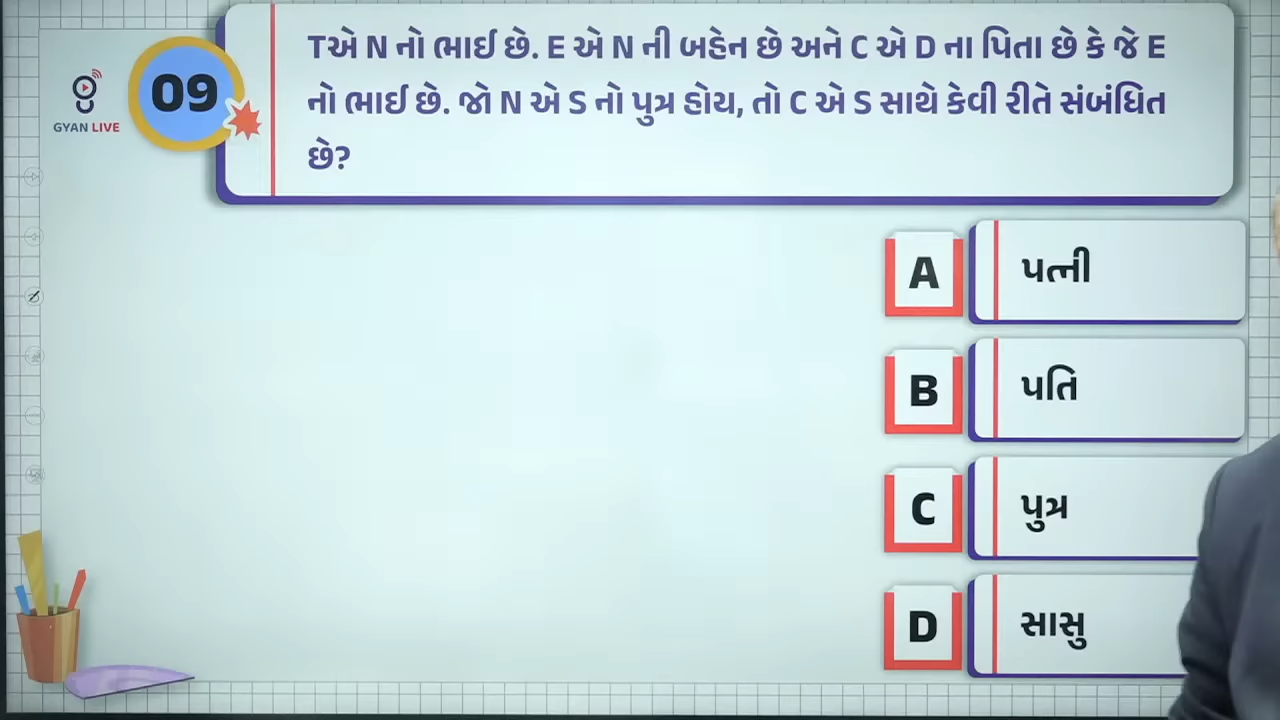 09
Tએ N નો ભાઈ છે. E એ N ની બહેન છે અને C એ D ના પિતા છે કે જે E
નો ભાઈ છે. જો N એ S નો પુત્ર હોય, તો C એ S સાથે કેવી રીતે સંબંધિત
છે?
GYAN LIVE
A પત્ની
B પતિ
C પુત્ર
D સાસુ